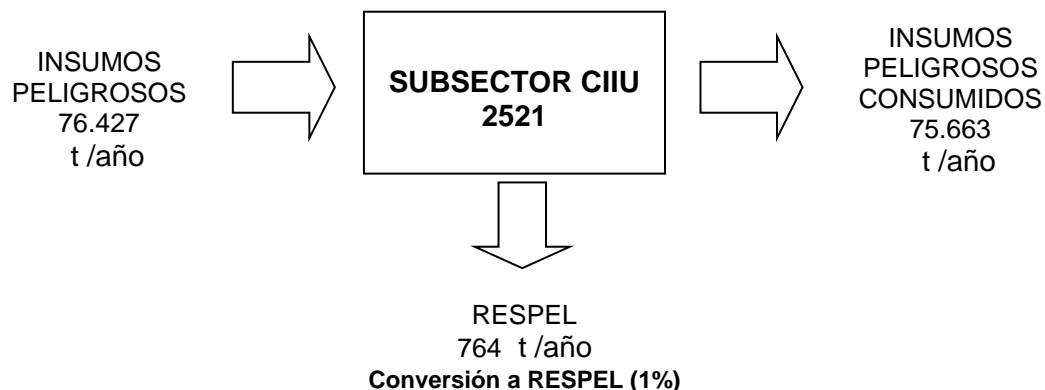 INSUMOS
PELIGROSOS
76.427
t /año
SUBSECTOR CIIU
2521
INSUMOS
PELIGROSOS
CONSUMIDOS
75.663
t /año
RESPEL
764 t /año
Conversión a RESPEL (1%)